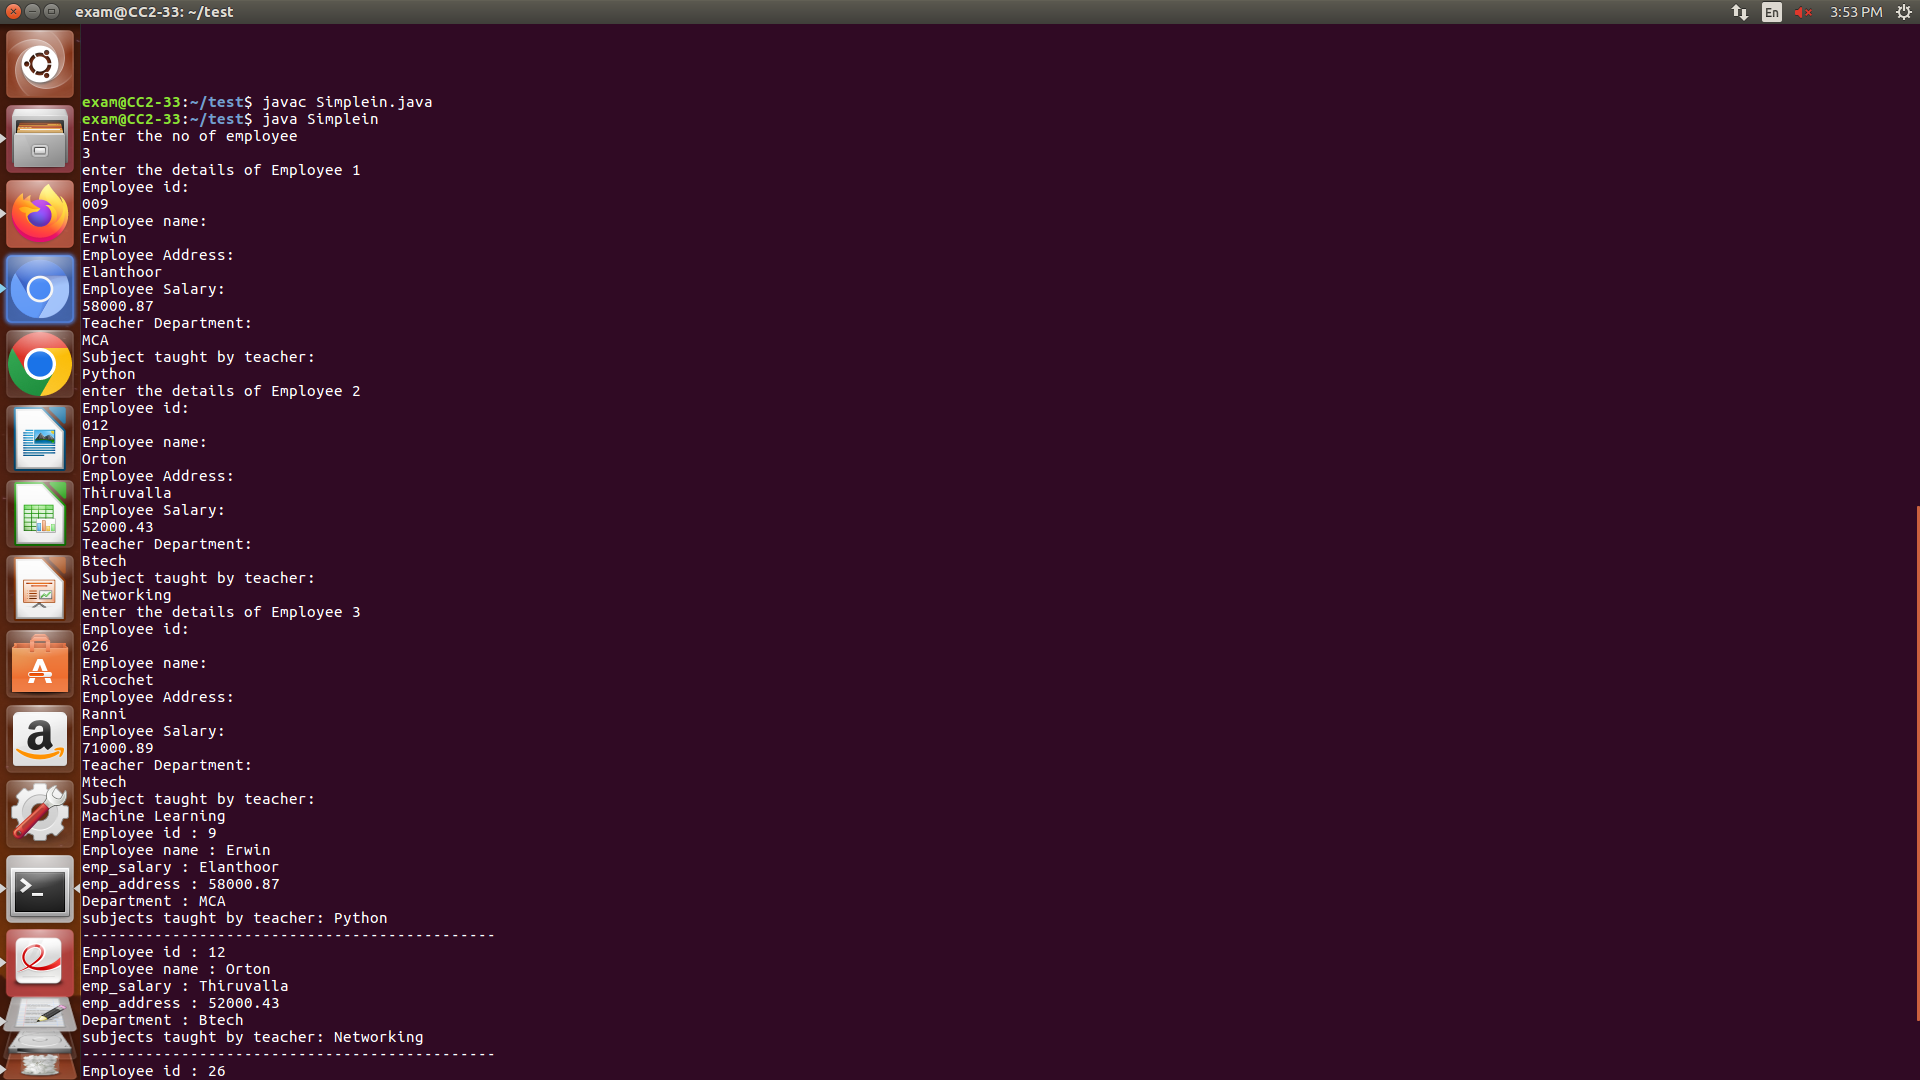 exam@CC2-33: ~/test
En
3:53 PM
exam@CC2-33:~/test$ javac Simplein.java
exam@CC2-33:~/test$ java Simplein
Enter the no of employee
3
enter the details of Employee 1
Employee id:
009
Employee name:
Erwin
Employee Address:
Elanthoor
Employee Salary:
58000.87
Teacher Department:
MCA
Subject taught by teacher:
Python
enter the details of Employee 2
Employee id:
012
Employee name:
Orton
Employee Address:
Thiruvalla
Employee Salary:
52000.43
Teacher Department:
Btech
Subject taught by teacher:
Networking
enter the details of Employee 3
Employee id:
026
Employee name:
Ricochet
Employee Address:
Ranni
Employee Salary:
71000.89
Teacher Department:
Mtech
Subject taught by teacher:
Machine Learning
Employee id : 9
Employee name : Erwin
emp_salary : Elanthoor
emp_address : 58000.87
Department : MCA
subjects taught by teacher: Python
----------------------------------------------
Employee id : 12
Employee name : Orton
emp_salary : Thiruvalla
emp_address : 52000.43
Department : Btech
subjects taught by teacher: Networking
----------------------------------------------
Employee id : 26